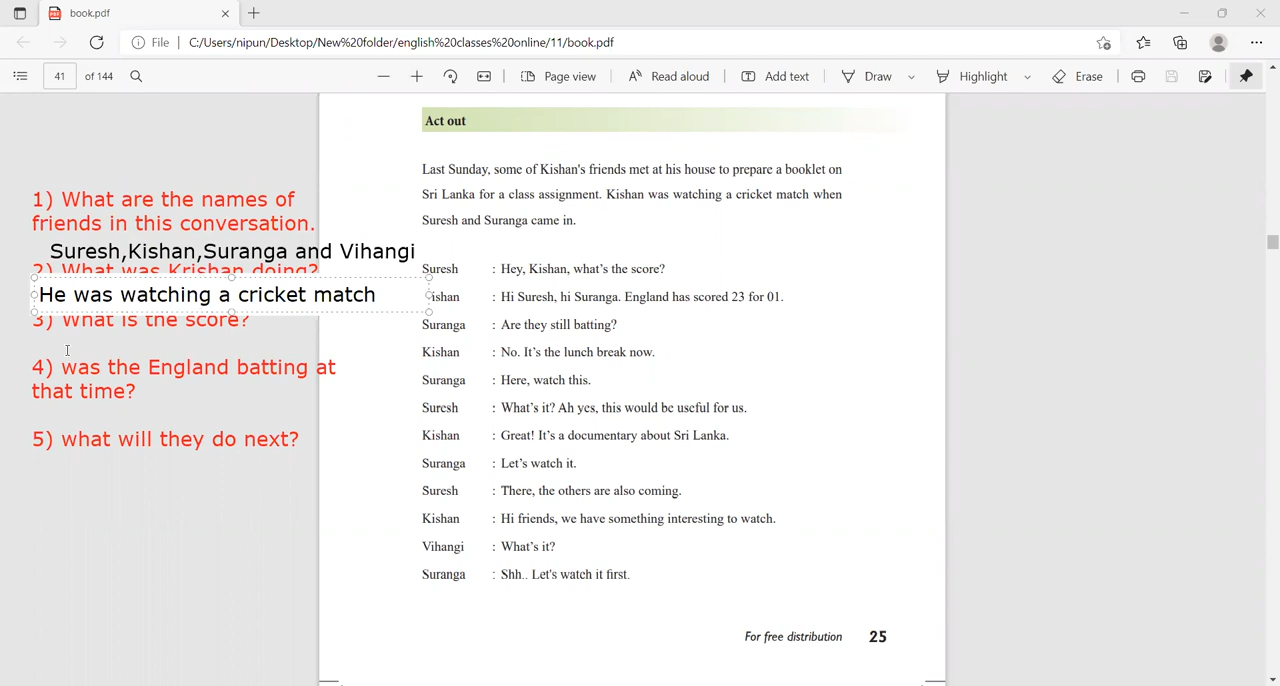 book.pdf
File
C:/Users/nipun/Desktop/New%20folder/english%20classes%20online/11/book.pdf
41 of 144
Page view
Read aloud
Add text
Draw
Highlight
Erase
Act out
Last Sunday, some of Kishan's friends met at his house to prepare a booklet on
Sri Lanka for a class assignment. Kishan was watching a cricket match when
Suresh and Suranga came in.
1) What are the names of
friends in this conversation.
Suresh,Kishan,Suranga and Vihangi
2) What was Krishan doing?
He was watching a cricket match
3) What is the score?
4) was the England batting at
that time?
5) what will they do next?
Suresh : Hey, Kishan, what's the score?
ishan : Hi Suresh, hi Suranga. England has scored 23 for 01.
Suranga : Are they still batting?
Kishan : No. It's the lunch break now.
Suranga : Here, watch this.
Suresh : What's it? Ah yes, this would be useful for us.
Kishan : Great! It's a documentary about Sri Lanka.
Suranga : Let's watch it.
Suresh : There, the others are also coming.
Kishan : Hi friends, we have something interesting to watch.
Vihangi : What's it?
Suranga : Shh.. Let's watch it first.
For free distribution 25